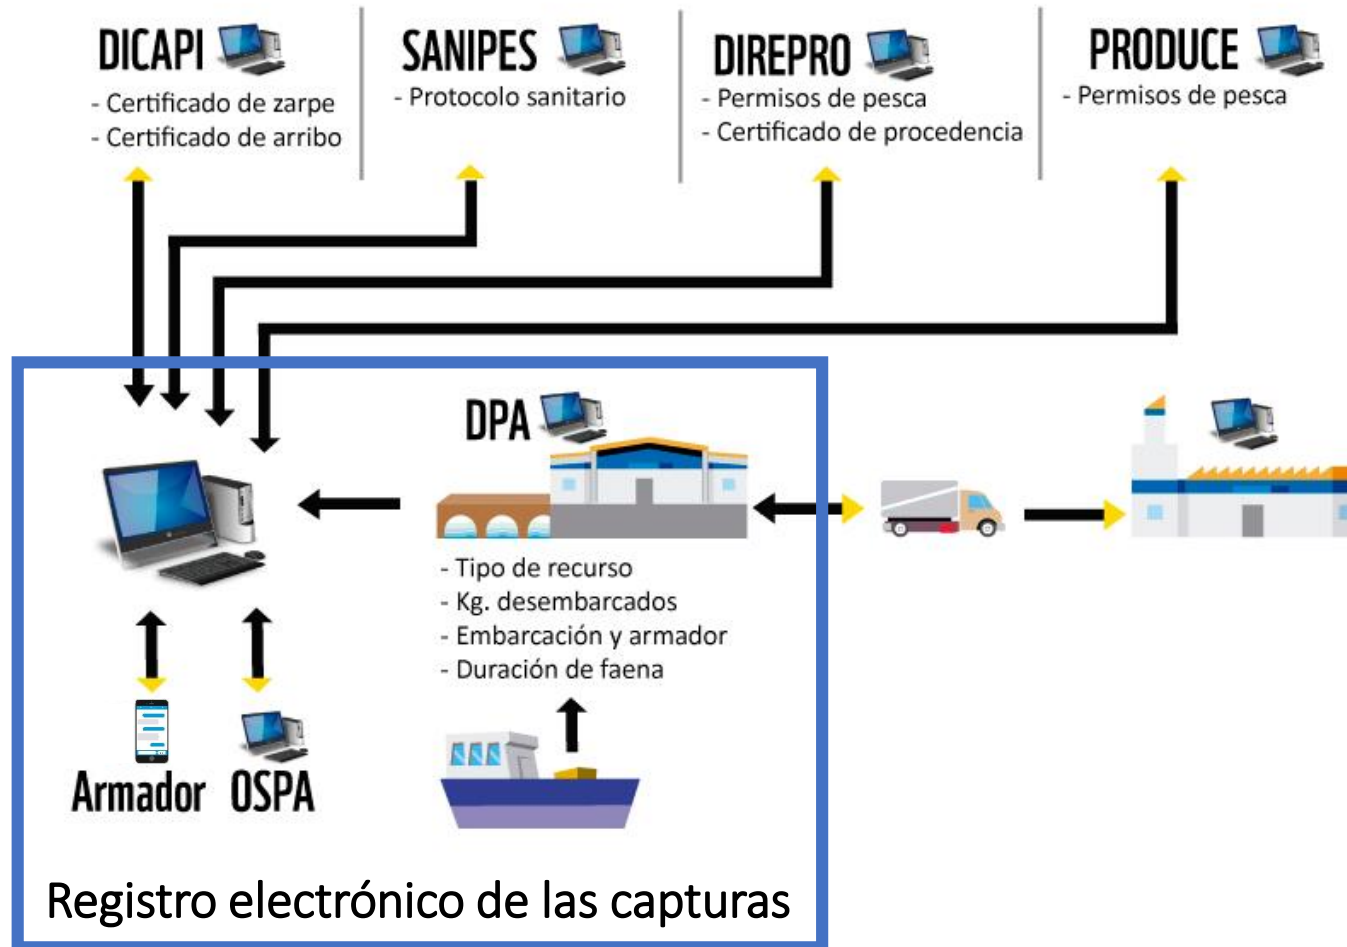 DICAPI
- Certificado de zarpe
- Certificado de arribo
SANIPES
- Protocolo sanitario
DIREPRO
- Permisos de pesca
- Certificado de procedencia
PRODUCE
- Permisos de pesca
DPA
- Tipo de recurso
- Kg. desembarcados
- Embarcación y armador
- Duración de faena
Armador
OSPA
Registro electrónico de las capturas